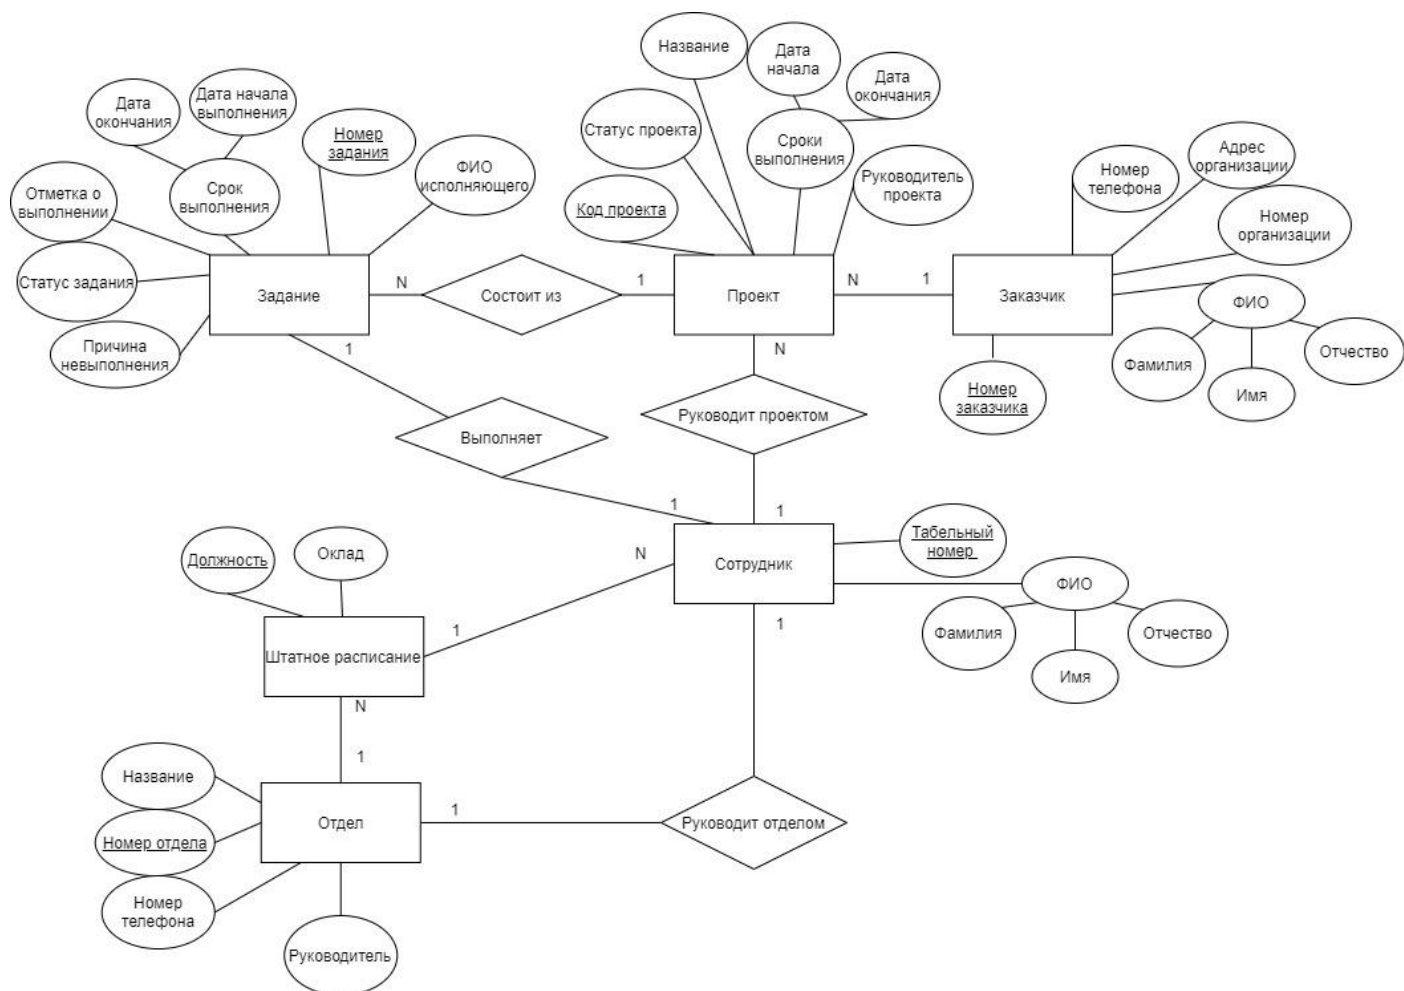 Название
Дата
начала
Дата
окончания
Дата
окончания
Дата начала
выполнения
Номер
задания
ФИО
исполняющего
Статус проекта
Сроки
выполнения
Руководитель
проекта
Номер
телефона
Адрес
организации
Номер
организации
Отметка о
выполнении
Срок
выполнения
Код проекта
Статус задания
Задание
N
Состоит из
1
Проект
N
1
Заказчик
ФИО
Фамилия
Имя
Отчество
Причина
невыполнения
1
N
Номер
заказчика
Руководит проектом
Выполняет
1
1
Табельный
номер
Должность
Оклад
N
Сотрудник
ФИО
Фамилия
Имя
Отчество
1
1
Штатное расписание
N
1
Название
Номер отдела
Номер
телефона
Отдел
1
Руководит отделом
Руководитель